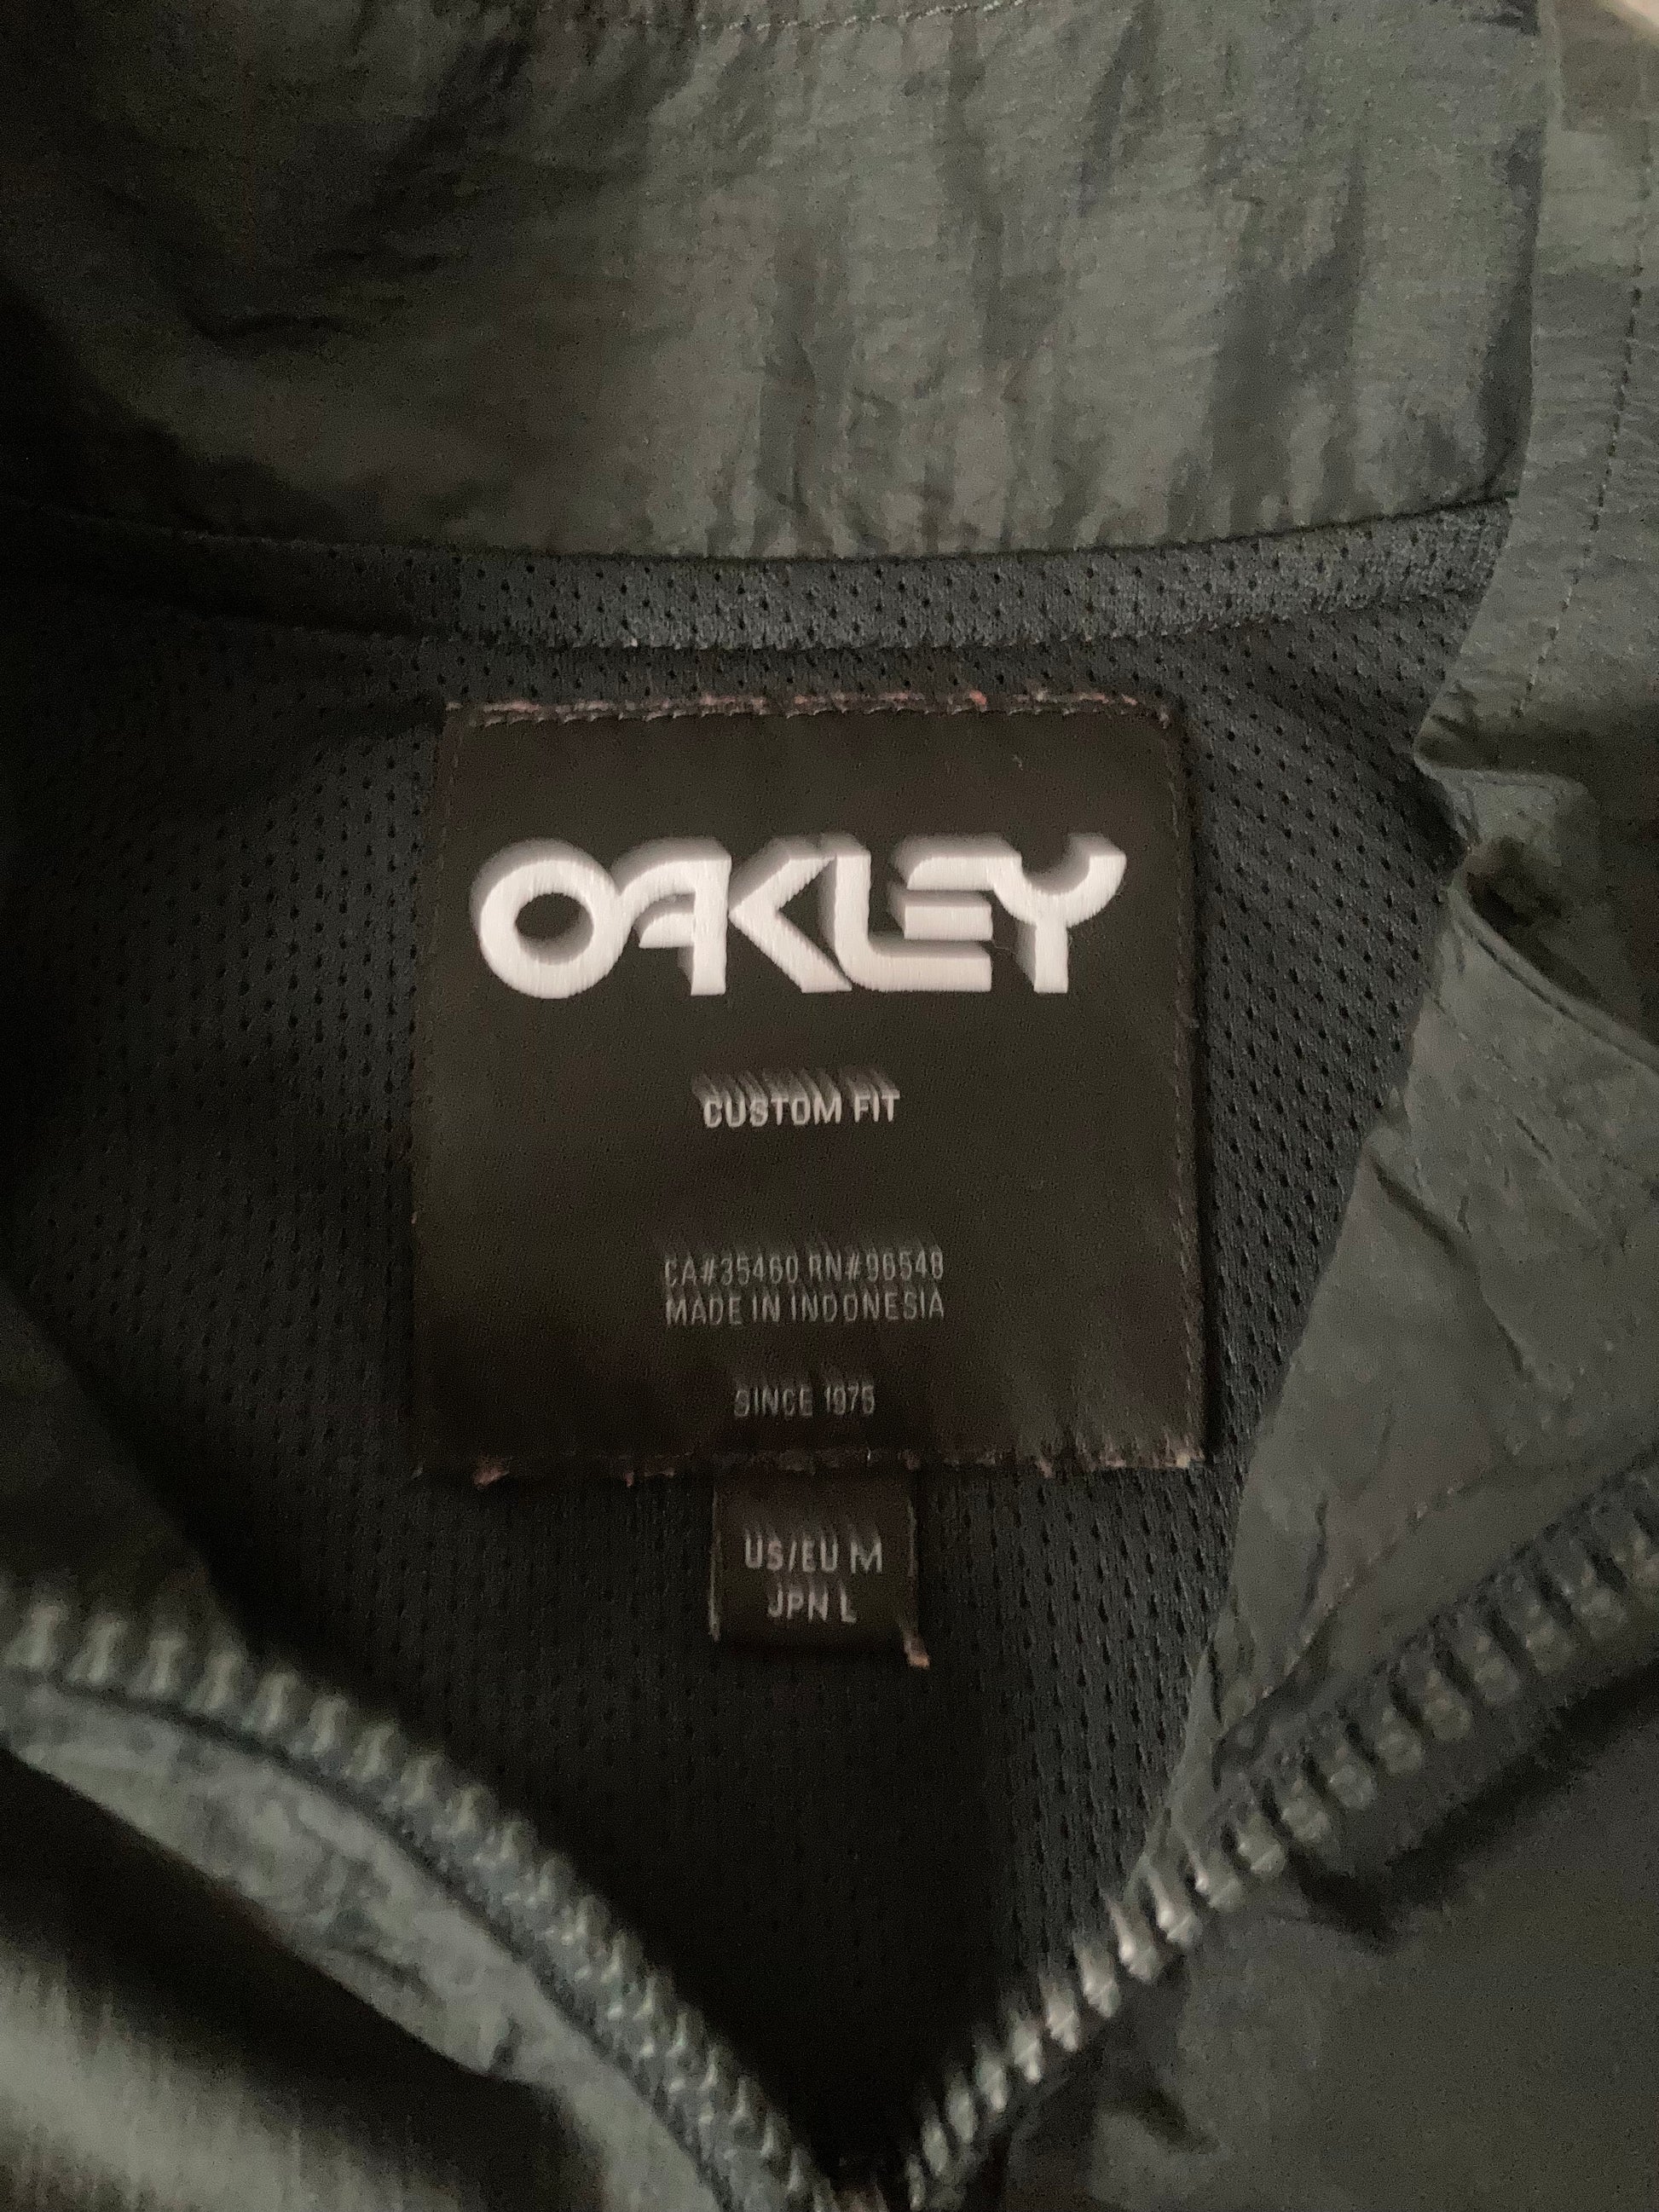 OAKLEY
CUSTOM FIT
CA#35460 RN#96548
MADE IN INDONESIA
SINCE 1975
US/EU M
JPN L